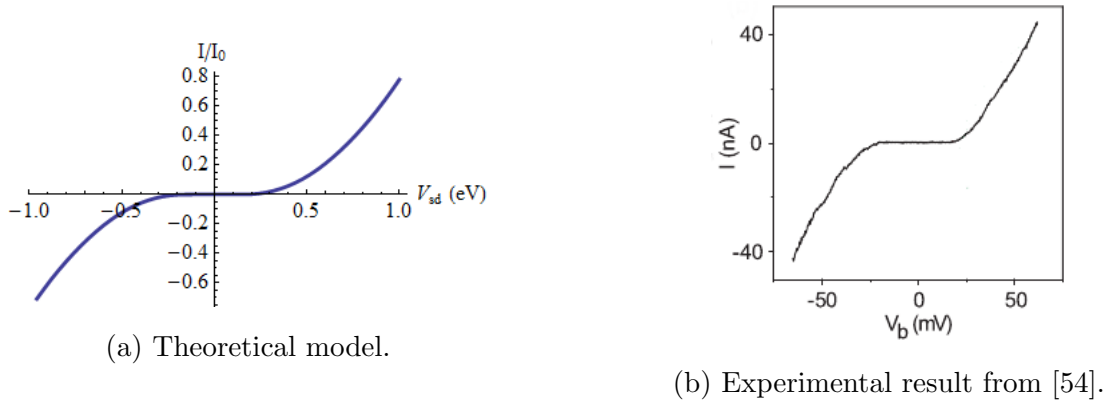 I/I₀
0.8
0.6
0.4
0.2
−1.0 −0.5 0.5 1.0 V_sd (eV)
−0.2
−0.4
−0.6
(a) Theoretical model.
I (nA)
40
0
-40
-50 0 50
V_b (mV)
(b) Experimental result from [54].